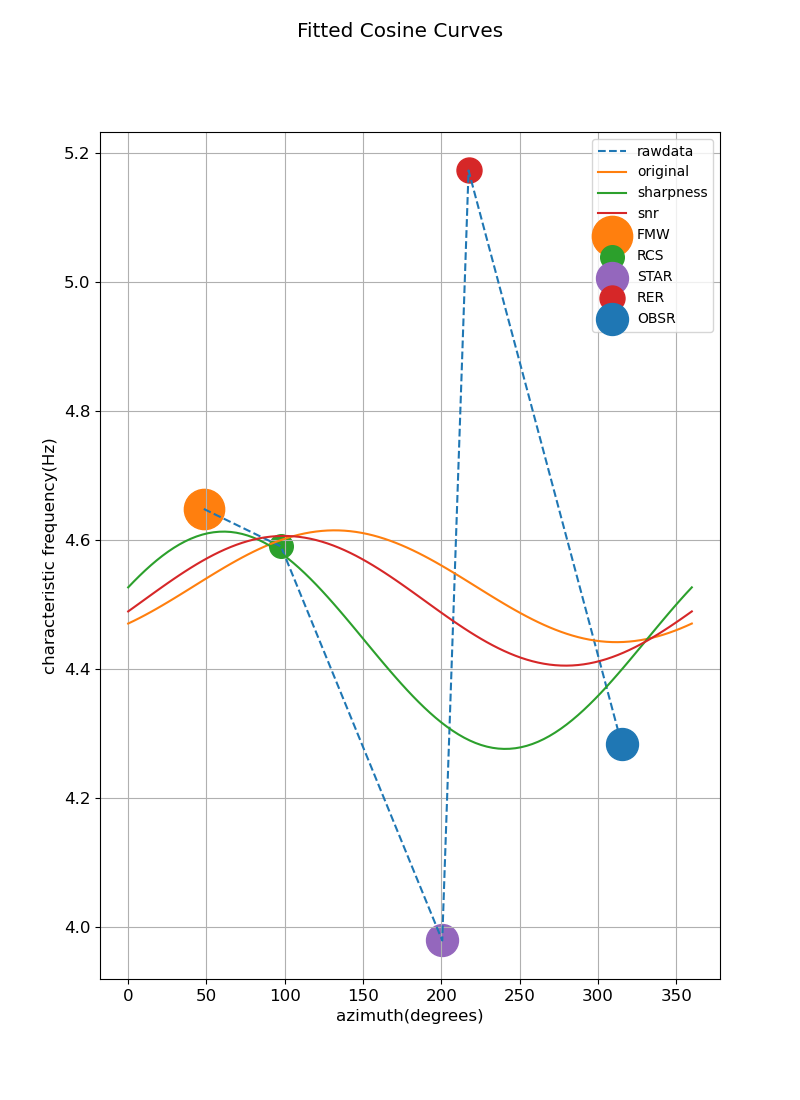 Fitted Cosine Curves
5.2
5.0
4.8
4.6
4.4
4.2
4.0
characteristic frequency(Hz)
rawdata
original
sharpness
snr
FMW
RCS
STAR
RER
OBSR
0 50 100 150 200 250 300 350
azimuth(degrees)